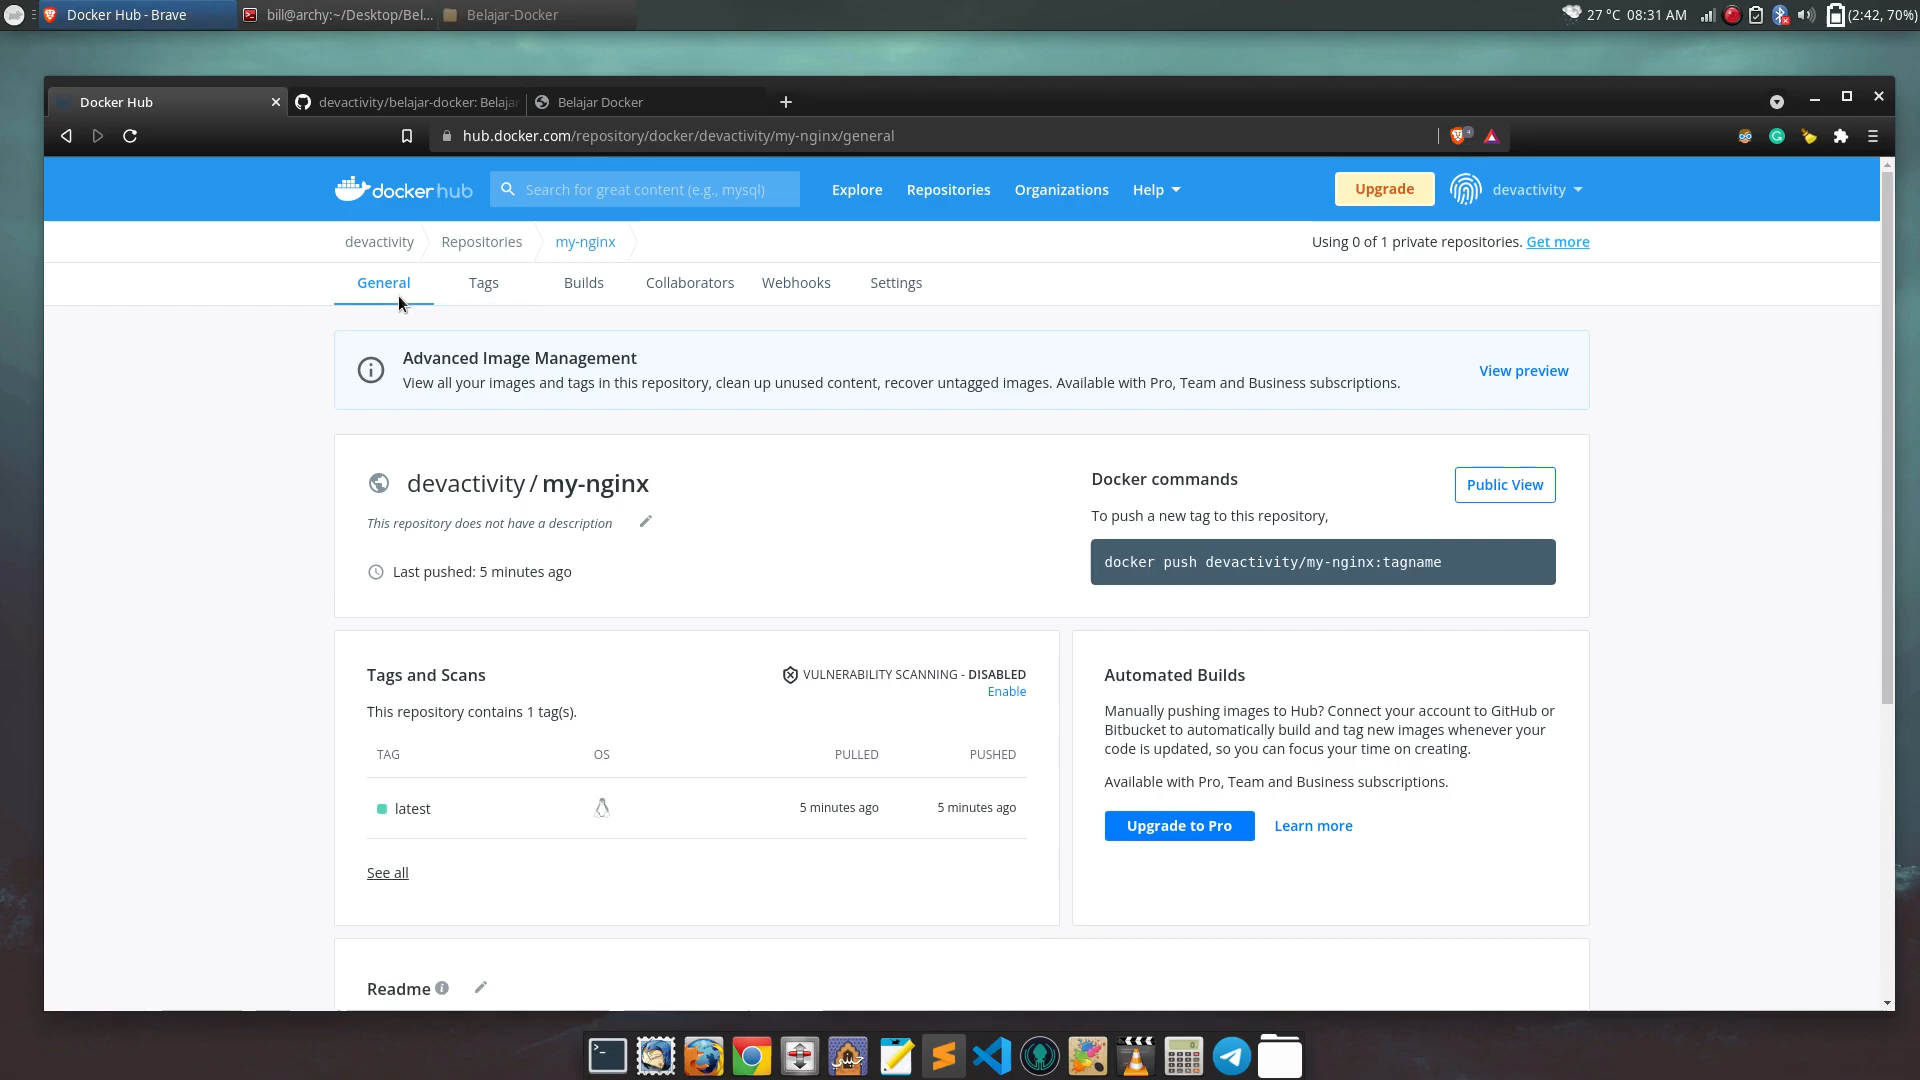 Docker Hub - Brave
bill@archy:~/Desktop/Bel...
Belajar-Docker
27 °C 08:31 AM
(2:42, 70%)
Docker Hub
devactivity/belajar-docker: Belaja
Belajar Docker
hub.docker.com/repository/docker/devactivity/my-nginx/general
4
dockerhub
Search for great content (e.g., mysql)
Explore
Repositories
Organizations
Help
Upgrade
devactivity
devactivity
Repositories
my-nginx
Using 0 of 1 private repositories. Get more
General
Tags
Builds
Collaborators
Webhooks
Settings
Advanced Image Management
View all your images and tags in this repository, clean up unused content, recover untagged images. Available with Pro, Team and Business subscriptions.
View preview
devactivity / my-nginx
This repository does not have a description
Last pushed: 5 minutes ago
Docker commands
Public View
To push a new tag to this repository,
docker push devactivity/my-nginx:tagname
Tags and Scans
VULNERABILITY SCANNING - DISABLED
Enable
This repository contains 1 tag(s).
TAG
OS
PULLED
PUSHED
latest
5 minutes ago
5 minutes ago
See all
Automated Builds
Manually pushing images to Hub? Connect your account to GitHub or
Bitbucket to automatically build and tag new images whenever your
code is updated, so you can focus your time on creating.
Available with Pro, Team and Business subscriptions.
Upgrade to Pro
Learn more
Readme